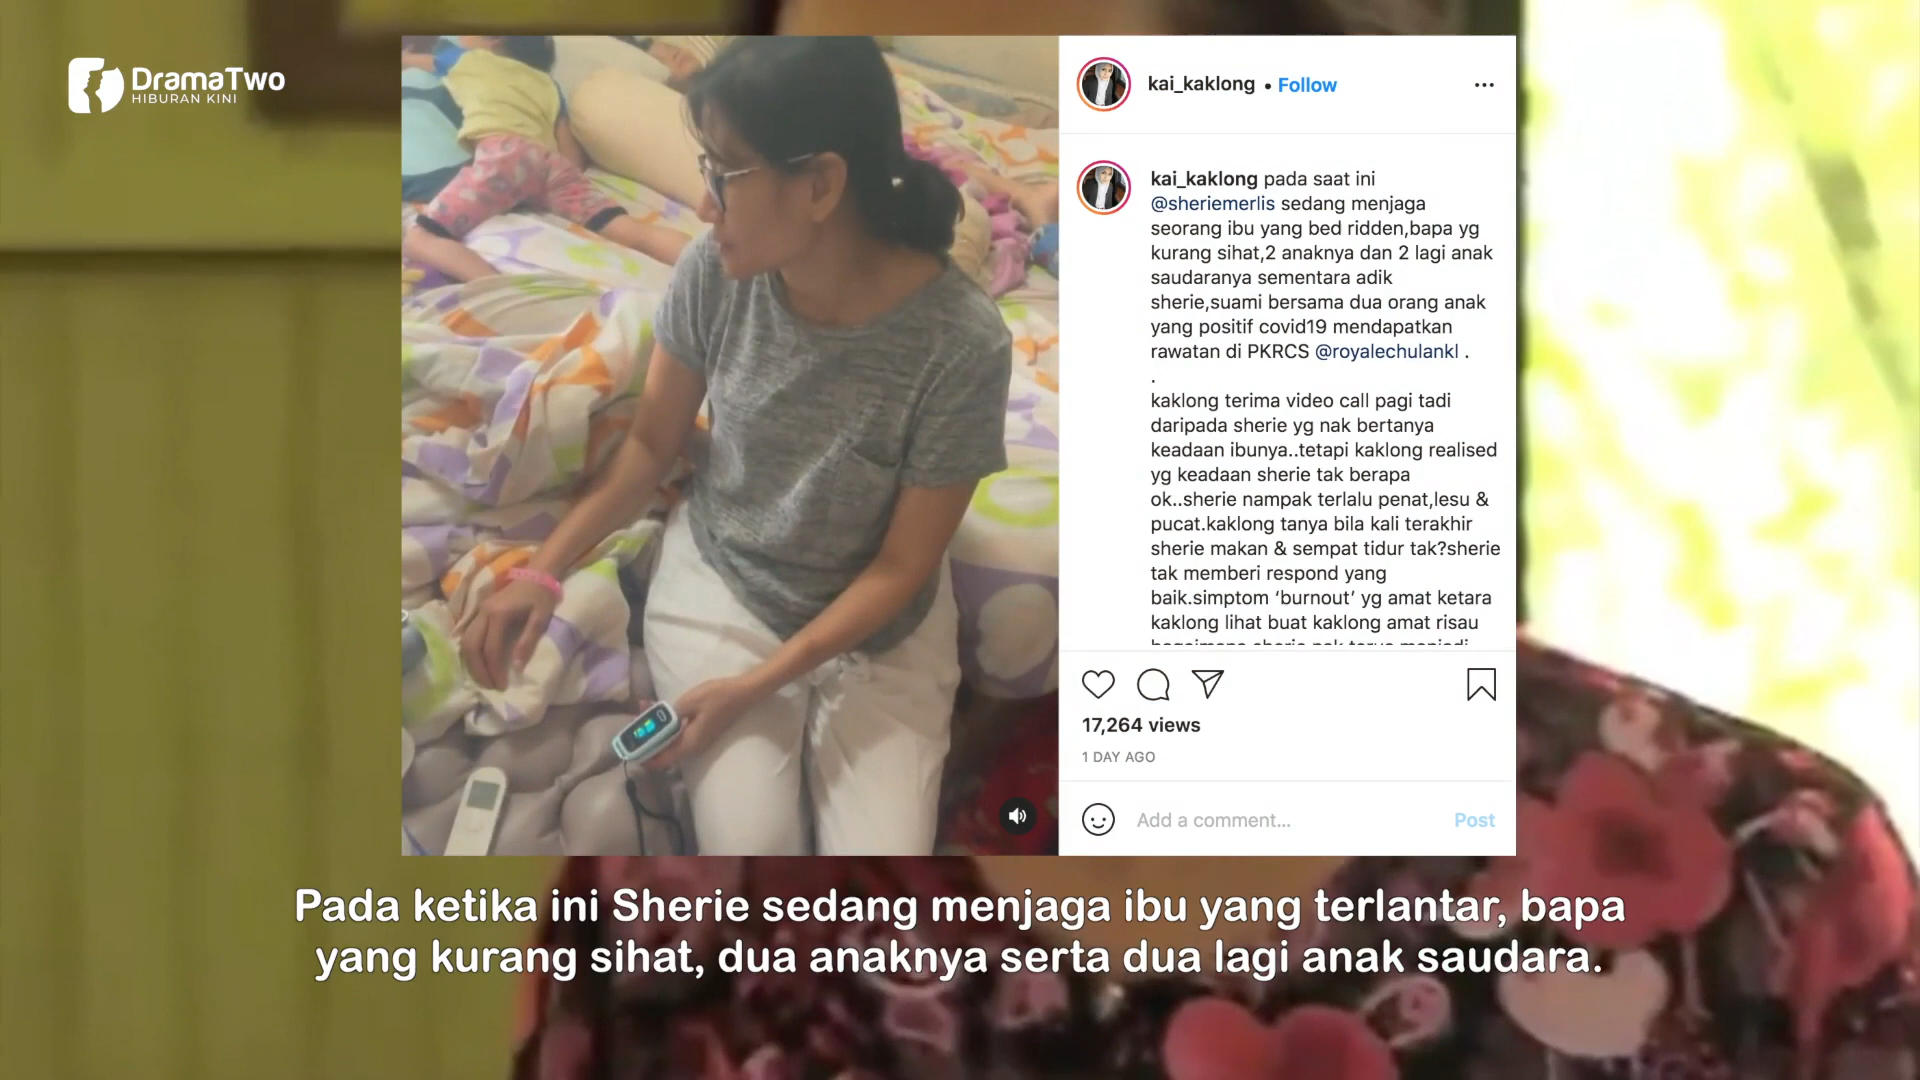 DramaTwo
HIBURAN KINI
kai_kaklong • Follow
kai_kaklong pada saat ini
@sheriemerlis sedang menjaga
seorang ibu yang bed ridden,bapa yg
kurang sihat,2 anaknya dan 2 lagi anak
saudaranya sementara adik
sherie,suami bersama dua orang anak
yang positif covid19 mendapatkan
rawatan di PKRCS @royalechulankl .
.
kaklong terima video call pagi tadi
daripada sherie yg nak bertanya
keadaan ibunya..tetapi kaklong realised
yg keadaan sherie tak berapa
ok..sherie nampak terlalu penat,lesu &
pucat.kaklong tanya bila kali terakhir
sherie makan & sempat tidur tak?sherie
tak memberi respond yang
baik.simptom ‘burnout’ yg amat ketara
kaklong lihat buat kaklong amat risau
17,264 views
1 DAY AGO
Add a comment...
Post
Pada ketika ini Sherie sedang menjaga ibu yang terlantar, bapa
yang kurang sihat, dua anaknya serta dua lagi anak saudara.